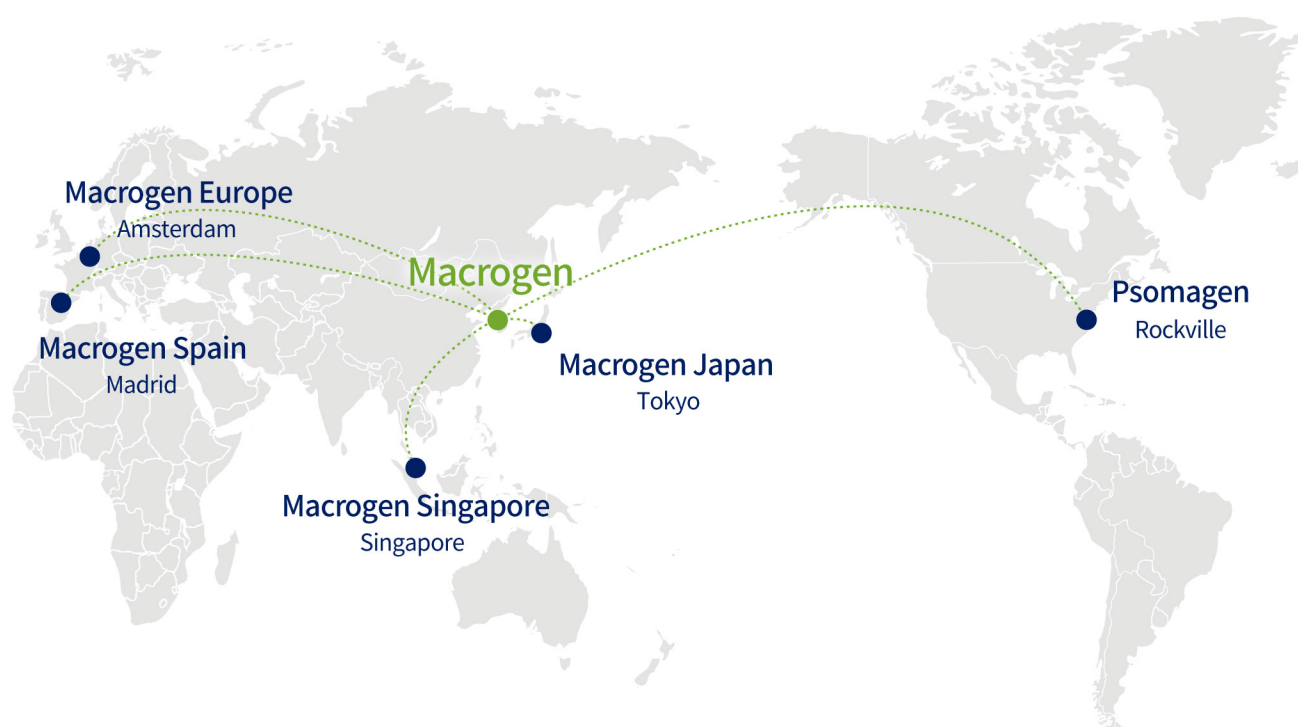 Macrogen Europe
Amsterdam
Macrogen
Psomagen
Rockville
Macrogen Spain
Madrid
Macrogen Japan
Tokyo
Macrogen Singapore
Singapore